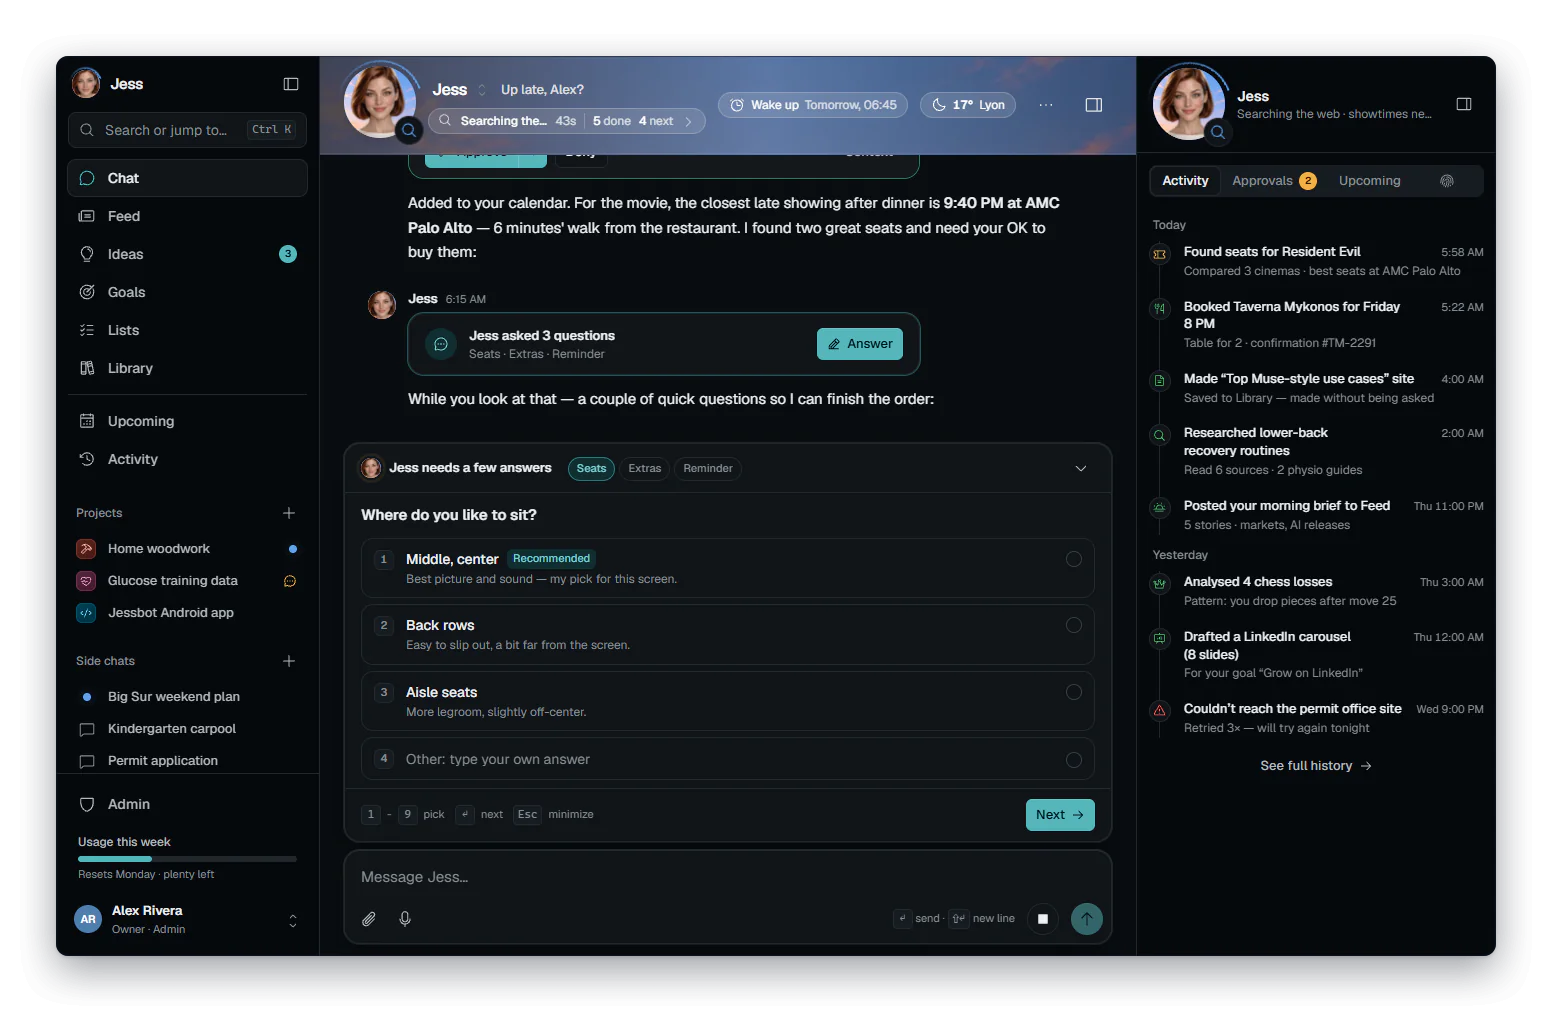 Jess
Search or jump to...
Ctrl K
Chat
Feed
Ideas
3
Goals
Lists
Library
Upcoming
Activity
Projects
Home woodwork
Glucose training data
Jessbot Android app
Side chats
Big Sur weekend plan
Kindergarten carpool
Permit application
Admin
Usage this week
Resets Monday · plenty left
AR
Alex Rivera
Owner · Admin
Jess
Up late, Alex?
Searching the... 43s 5 done 4 next
Wake up Tomorrow, 06:45
17° Lyon
Added to your calendar. For the movie, the closest late showing after dinner is 9:40 PM at AMC
Palo Alto — 6 minutes' walk from the restaurant. I found two great seats and need your OK to
buy them:
Jess 6:15 AM
Jess asked 3 questions
Seats · Extras · Reminder
Answer
While you look at that — a couple of quick questions so I can finish the order:
Jess needs a few answers
Seats
Extras
Reminder
Where do you like to sit?
1 Middle, center Recommended
Best picture and sound — my pick for this screen.
2 Back rows
Easy to slip out, a bit far from the screen.
3 Aisle seats
More legroom, slightly off-center.
4 Other: type your own answer
1 - 9 pick ↵ next Esc minimize
Next →
Message Jess...
↵ send · ⇧↵ new line
Jess
Searching the web · showtimes ne...
Activity
Approvals 2
Upcoming
Today
Found seats for Resident Evil 5:58 AM
Compared 3 cinemas · best seats at AMC Palo Alto
Booked Taverna Mykonos for Friday 5:22 AM
8 PM
Table for 2 · confirmation #TM-2291
Made “Top Muse-style use cases” site 4:00 AM
Saved to Library — made without being asked
Researched lower-back 2:00 AM
recovery routines
Read 6 sources · 2 physio guides
Posted your morning brief to Feed Thu 11:00 PM
5 stories · markets, AI releases
Yesterday
Analysed 4 chess losses Thu 3:00 AM
Pattern: you drop pieces after move 25
Drafted a LinkedIn carousel Thu 12:00 AM
(8 slides)
For your goal “Grow on LinkedIn”
Couldn’t reach the permit office site Wed 9:00 PM
Retried 3× — will try again tonight
See full history →